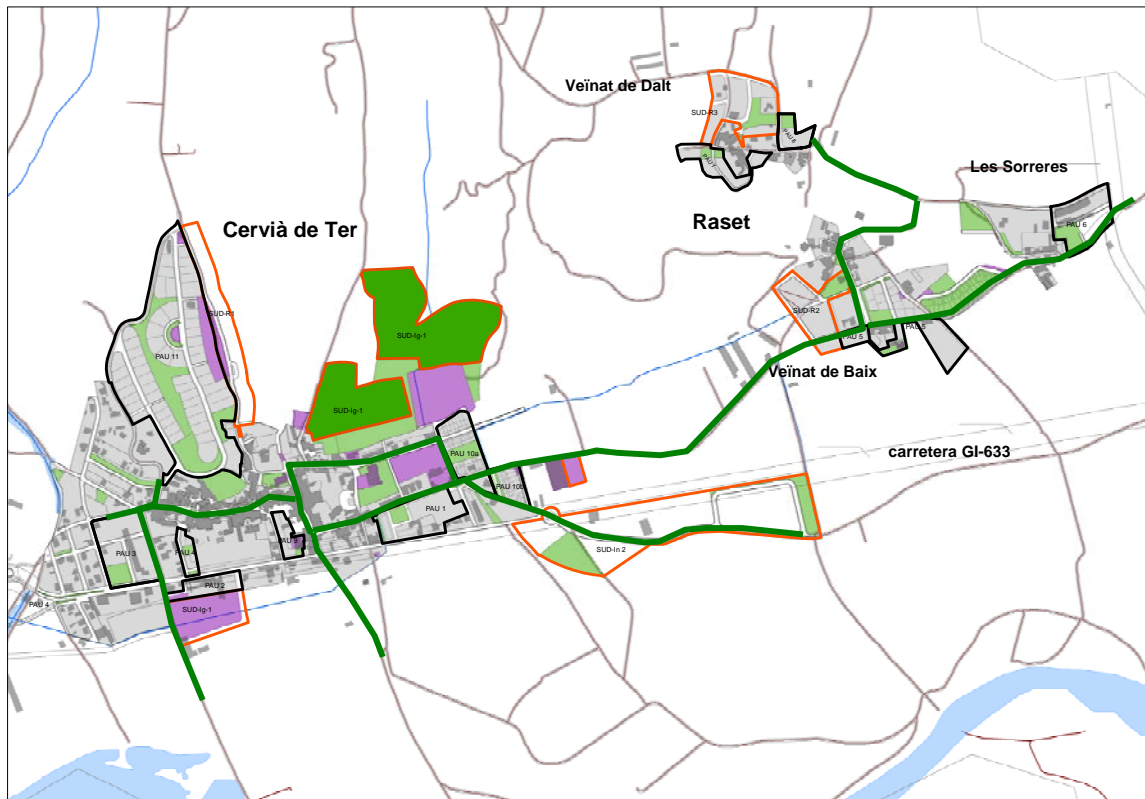 Veïnat de Dalt
SUD-R3
PAU 8
PAU 7
Les Sorreres
PAU 6
Cervià de Ter
Raset
SUD-R1
SUD-R2
PAU 5
PAU 5
SUD-Ig-1
PAU 11
Veïnat de Baix
SUD-Ig-1
carretera GI-633
PAU 10a
PAU 10b
PAU 1
PAU 9
PAU 3
PAU 4
SUD-In 2
PAU 2
PAU 4
SUD-Ig-1